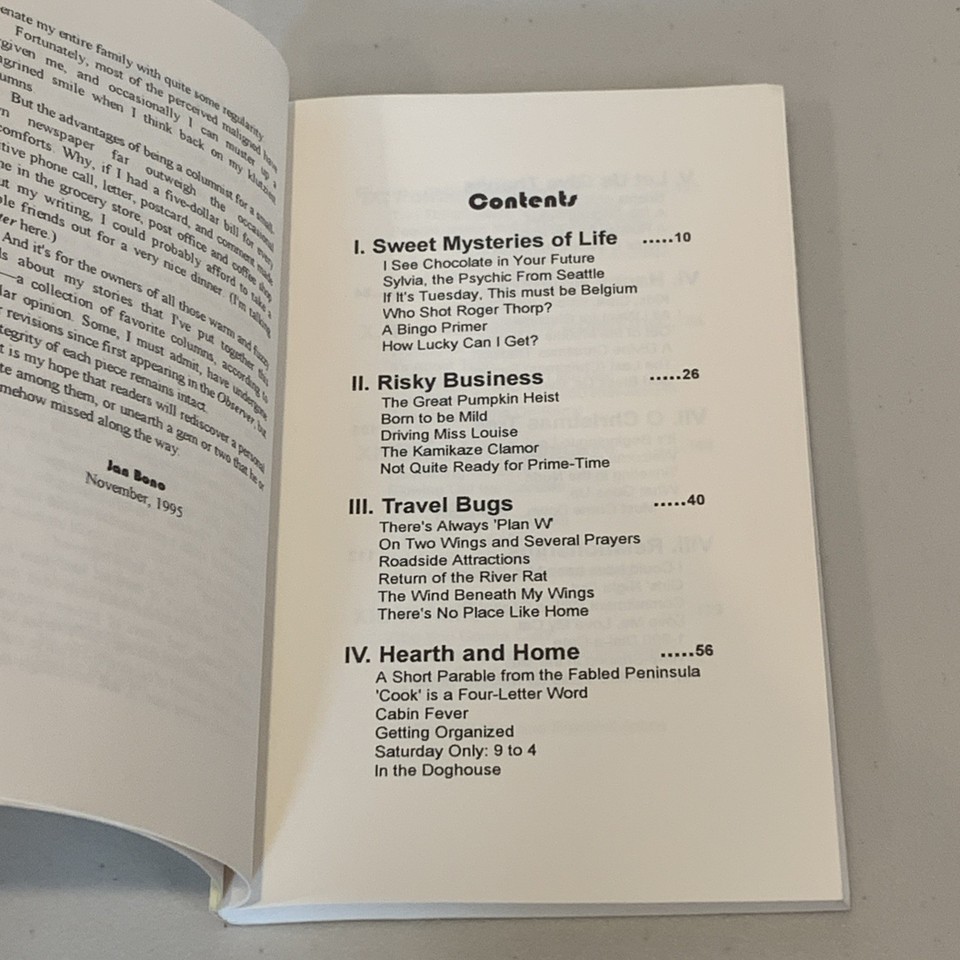 enate my entire family with quite some regularity.
Fortunately, most of the perceived maligned have
given me, and occasionally I can muster up a
grined smile when I think back on my klutzier
umns
But the advantages of being a columnist for a small-
n newspaper far outweigh the occasional
comforts. Why, if I had a five-dollar bill for every
tive phone call, letter, postcard, and comment made
ne in the grocery store, post office and coffee shop
ut my writing, I could probably afford to take a
ple friends out for a very nice dinner. (I'm talking
ter here.)
And it's for the owners of all those warm and fuzzy
ls about my stories that I've put together this
—a collection of favorite columns, according to
lar opinion. Some, I must admit, have undergone
r revisions since first appearing in the Observer, but
tegrity of each piece remains intact.
t is my hope that readers will rediscover a personal
te among them, or unearth a gem or two that he or
mehow missed along the way.
Jan Bono
November, 1995
Contents
I. Sweet Mysteries of Life .....10
I See Chocolate in Your Future
Sylvia, the Psychic From Seattle
If It's Tuesday, This must be Belgium
Who Shot Roger Thorp?
A Bingo Primer
How Lucky Can I Get?
II. Risky Business .....26
The Great Pumpkin Heist
Born to be Mild
Driving Miss Louise
The Kamikaze Clamor
Not Quite Ready for Prime-Time
III. Travel Bugs .....40
There's Always 'Plan W'
On Two Wings and Several Prayers
Roadside Attractions
Return of the River Rat
The Wind Beneath My Wings
There's No Place Like Home
IV. Hearth and Home .....56
A Short Parable from the Fabled Peninsula
'Cook' is a Four-Letter Word
Cabin Fever
Getting Organized
Saturday Only: 9 to 4
In the Doghouse